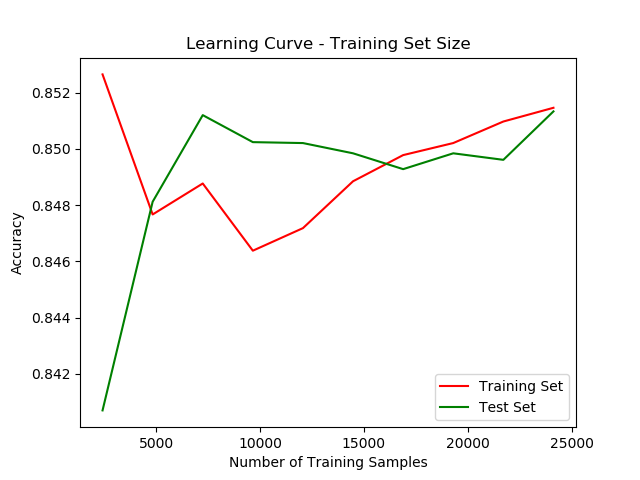 Learning Curve - Training Set Size
Accuracy
0.852
0.850
0.848
0.846
0.844
0.842
5000 10000 15000 20000 25000
Number of Training Samples
Training Set
Test Set